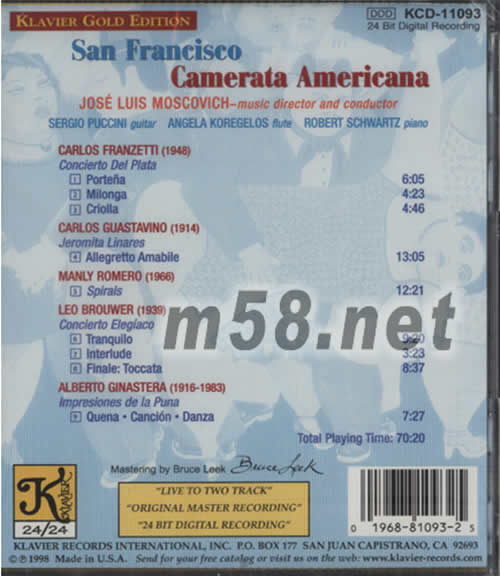 KLAVIER GOLD EDITION
DDD KCD-11093
24 Bit Digital Recording
San Francisco
Camerata Americana
JOSÉ LUIS MOSCOVICH–music director and conductor
SERGIO PUCCINI guitar ANGELA KOREGELOS flute ROBERT SCHWARTZ piano
CARLOS FRANZETTI (1948)
Concierto Del Plata
1 Porteña 6:05
2 Milonga 4:23
3 Criolla 4:46
CARLOS GUASTAVINO (1914)
Jeromita Linares
4 Allegretto Amabile 13:05
MANLY ROMERO (1966)
5 Spirals 12:21
LEO BROUWER (1939)
Concierto Elegíaco
6 Tranquilo 9:20
7 Interlude 3:23
8 Finale: Toccata 8:37
m58.net
ALBERTO GINASTERA (1916-1983)
Impresiones de la Puna
9 Quena • Canción • Danza 7:27
Total Playing Time: 70:20
Mastering by Bruce Leek Bruce Leek
K
KLAVIER
24/24
"LIVE TO TWO TRACK"
"ORIGINAL MASTER RECORDING"
"24 BIT DIGITAL RECORDING"
0 1968-81093-2 5
KLAVIER RECORDS INTERNATIONAL, INC. P.O. BOX 177 SAN JUAN CAPISTRANO, CA 92693
©℗1998 Made in U.S.A. Send for free catalog or visit us on the web: www.klavier-records.com